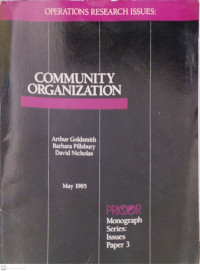 OPERATIONS RESEARCH ISSUES:
COMMUNITY
ORGANIZATION
Arthur Goldsmith
Barbara Pillsbury
David Nicholas
May 1985
PRICOR
Monograph
Series:
Issues
Paper 3